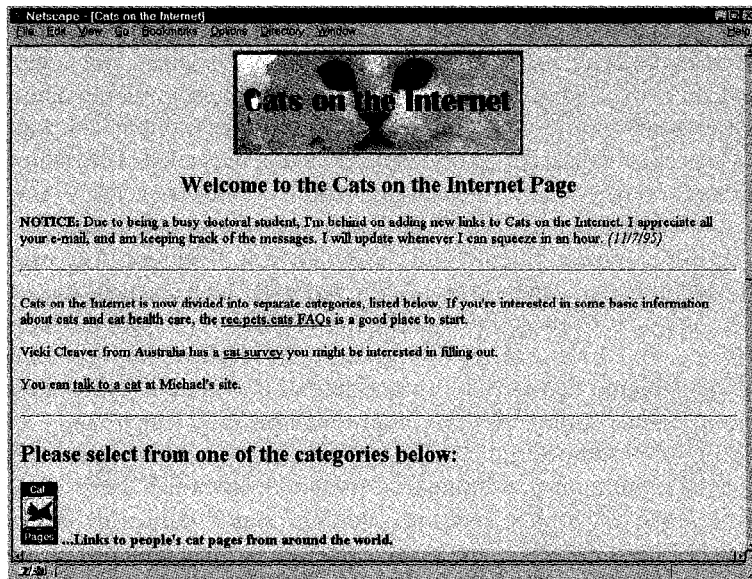 Netscape - [Cats on the Internet]
File Edit View Go Bookmarks Options Directory Window Help
Cats on the Internet
Welcome to the Cats on the Internet Page
NOTICE: Due to being a busy doctoral student, I'm behind on adding new links to Cats on the Internet. I appreciate all
your e-mail, and am keeping track of the messages. I will update whenever I can squeeze in an hour. (11/7/95)
Cats on the Internet is now divided into separate categories, listed below. If you're interested in some basic information
about cats and cat health care, the rec.pets.cats FAQs is a good place to start.
Vicki Cleaver from Australia has a cat survey you might be interested in filling out.
You can talk to a cat at Michael's site.
Please select from one of the categories below:
Cat
Pages ...Links to people's cat pages from around the world.